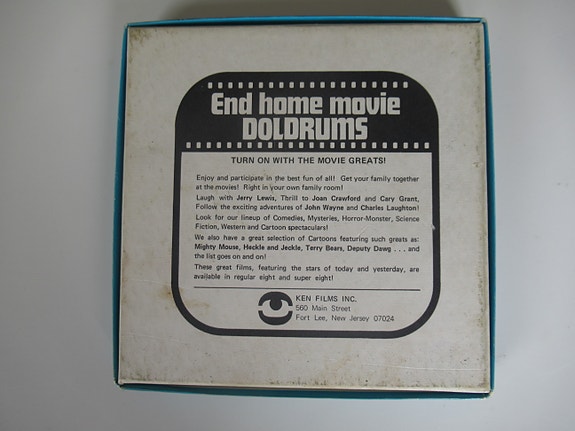 End home movie
DOLDRUMS
TURN ON WITH THE MOVIE GREATS!
Enjoy and participate in the best fun of all! Get your family together
at the movies! Right in your own family room!
Laugh with Jerry Lewis, Thrill to Joan Crawford and Cary Grant,
Follow the exciting adventures of John Wayne and Charles Laughton!
Look for our lineup of Comedies, Mysteries, Horror-Monster, Science
Fiction, Western and Cartoon spectaculars!
We also have a great selection of Cartoons featuring such greats as:
Mighty Mouse, Heckle and Jeckle, Terry Bears, Deputy Dawg . . . and
the list goes on and on!
These great films, featuring the stars of today and yesterday, are
available in regular eight and super eight!
KEN FILMS INC.
560 Main Street
Fort Lee, New Jersey 07024